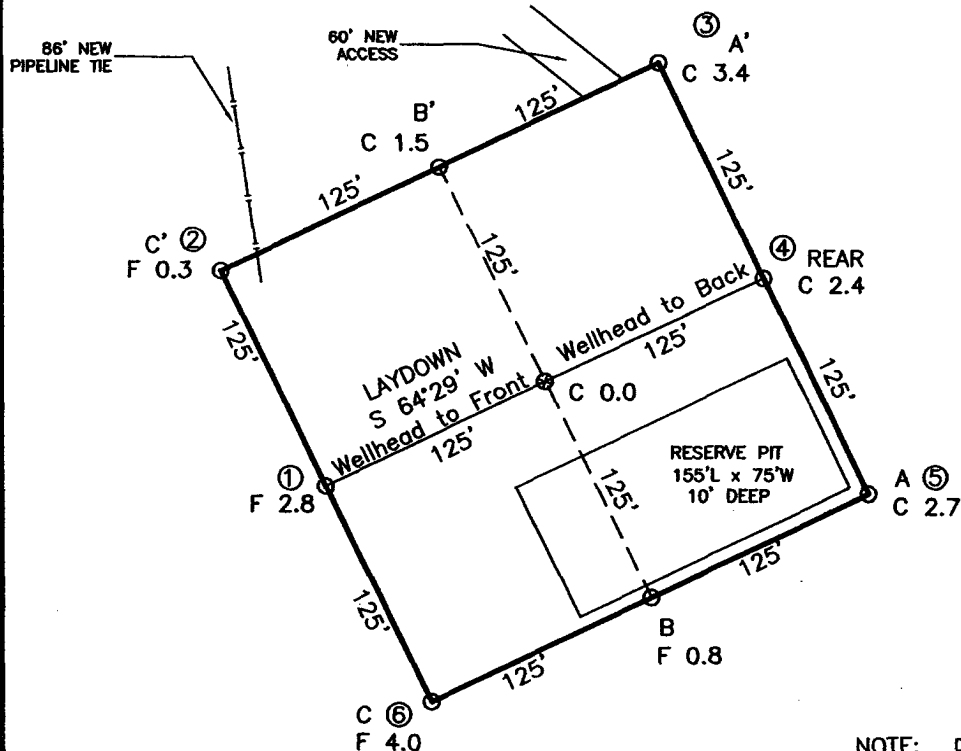 86' NEW
PIPELINE TIE
60' NEW
ACCESS
③
A'
C 3.4
125'
B'
C 1.5
125'
C' ②
F 0.3
125'
125'
④ REAR
C 2.4
Wellhead to Back
125'
125'
LAYDOWN
S 64°29' W
Wellhead to Front
125'
C 0.0
125'
RESERVE PIT
155'L x 75'W
10' DEEP
A ⑤
C 2.7
①
F 2.8
125'
125'
125'
B
F 0.8
125'
C ⑥
F 4.0
NOTE: